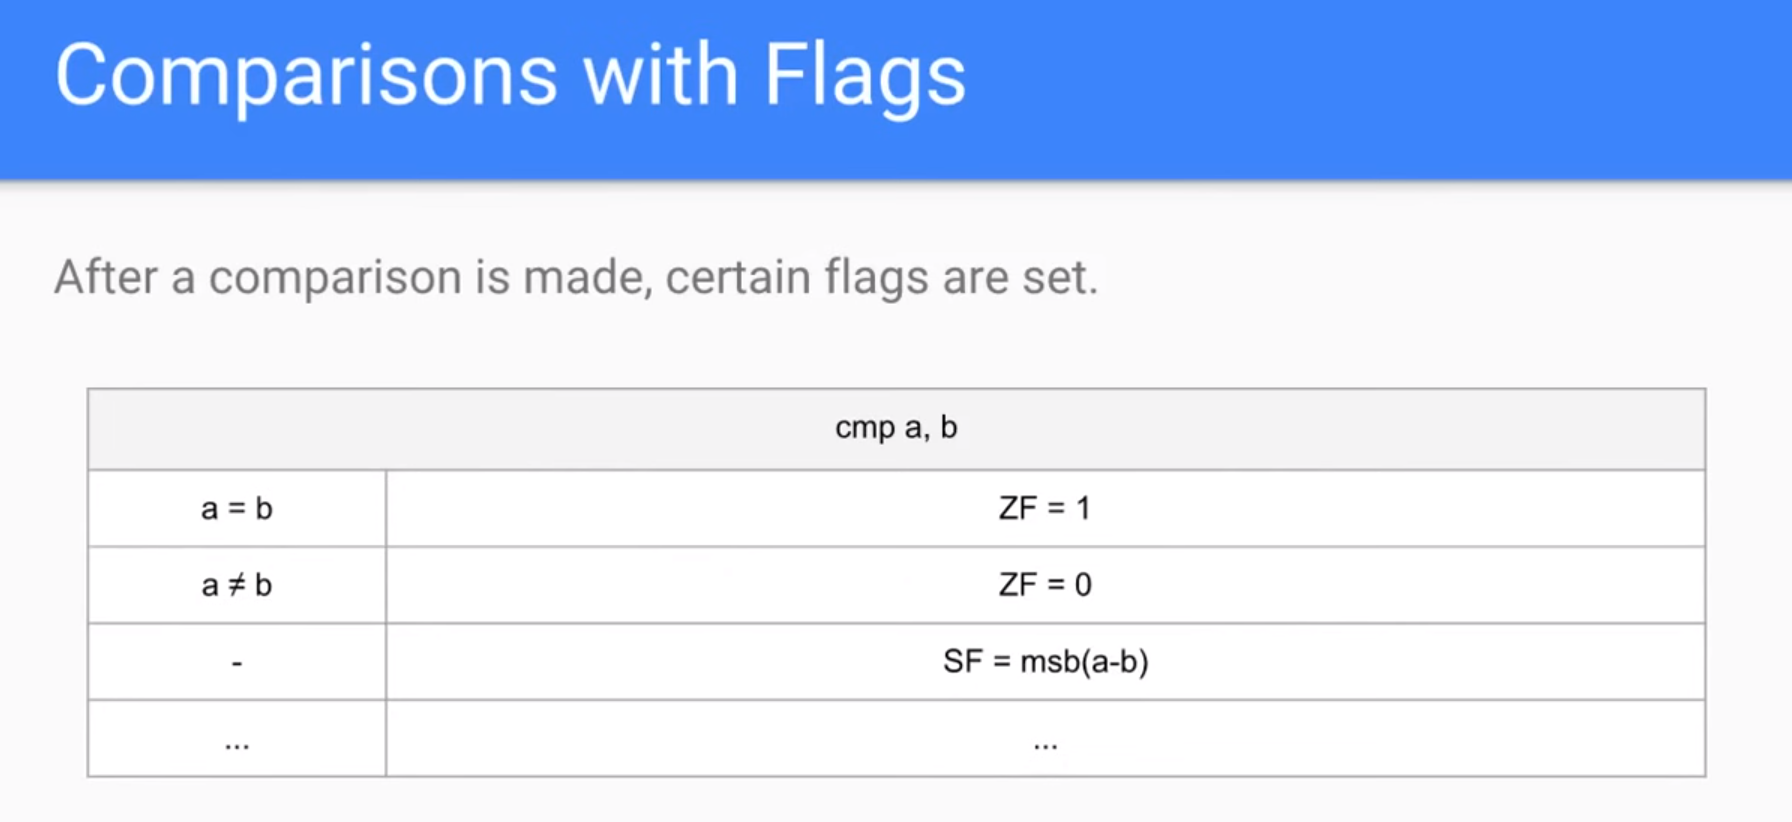 Comparisons with Flags
After a comparison is made, certain flags are set.
cmp a, b
a = b ZF = 1
a ≠ b ZF = 0
- SF = msb(a-b)
... ...